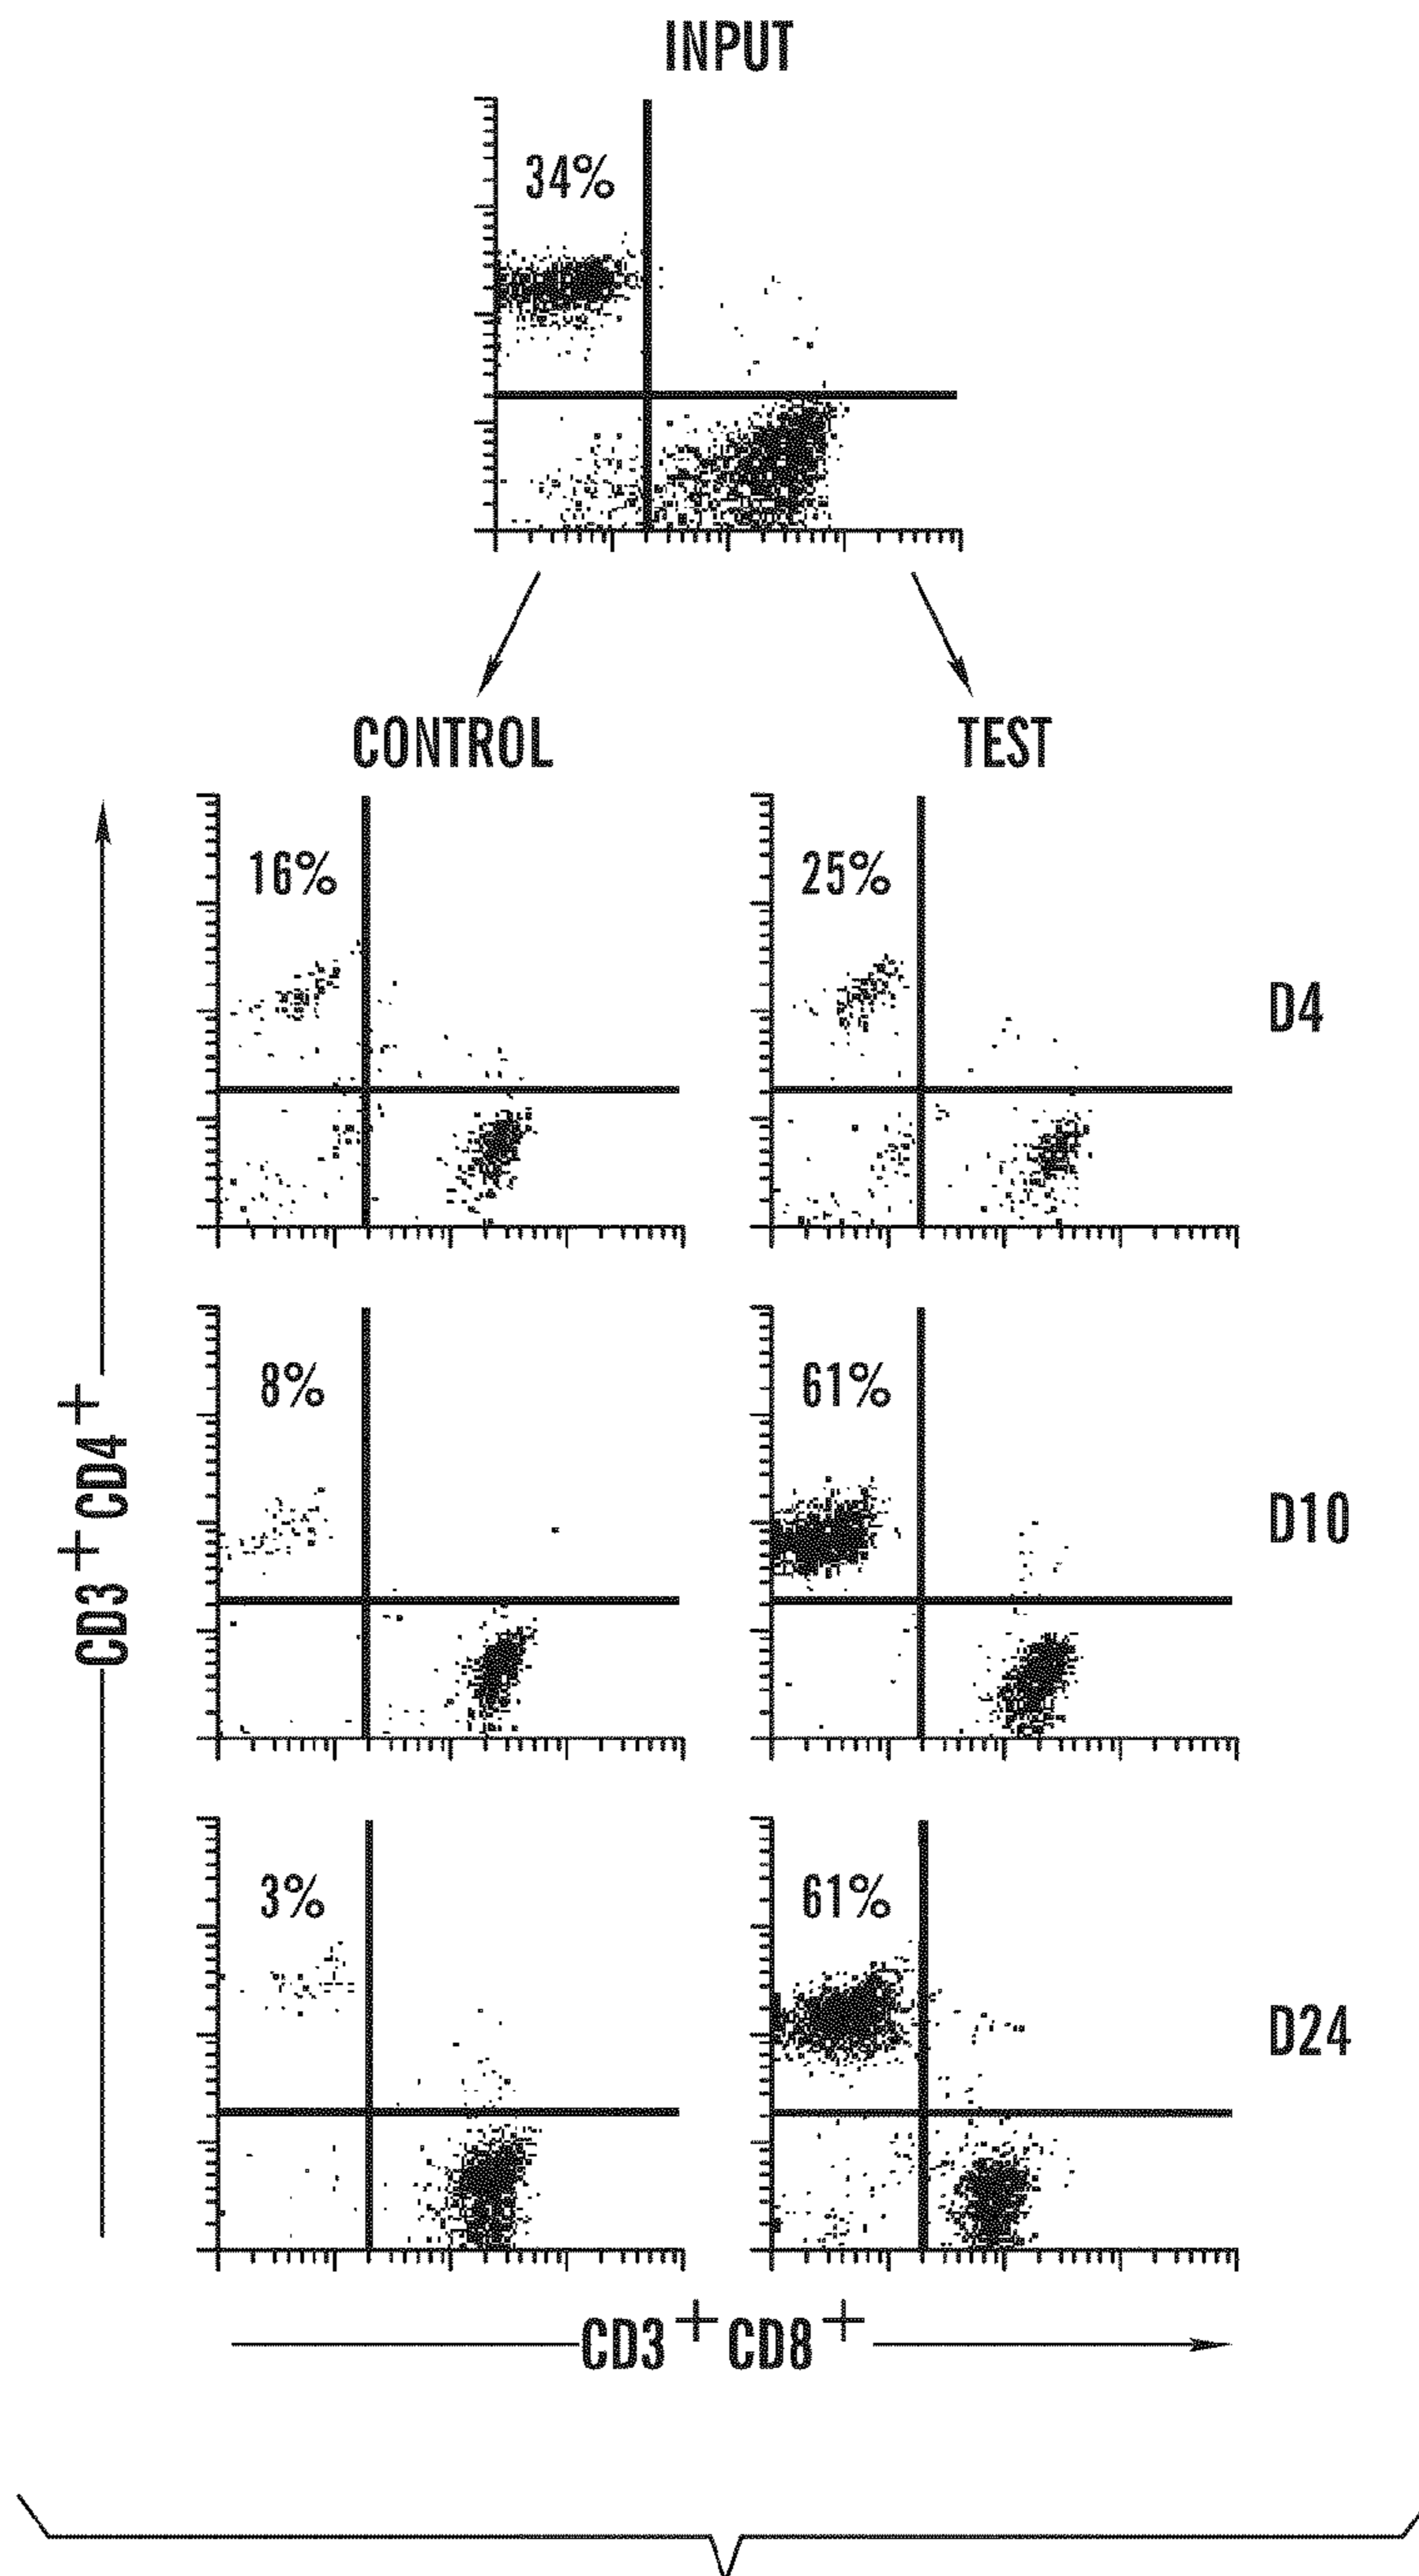 INPUT
34%
CONTROL
TEST
16%
25%
D4
8%
61%
D10
CD3+CD4+
3%
61%
D24
CD3+CD8+